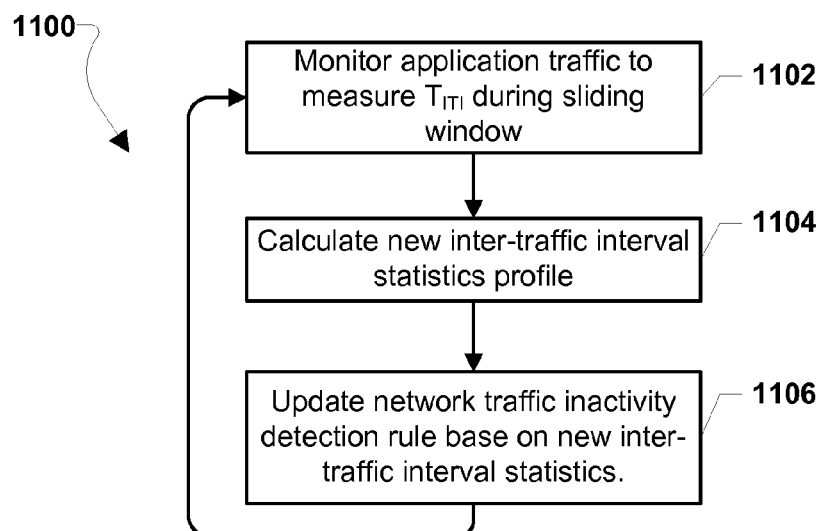 1100
Monitor application traffic to
measure T_ITI during sliding
window
1102
Calculate new inter-traffic interval
statistics profile
1104
Update network traffic inactivity
detection rule base on new inter-
traffic interval statistics.
1106